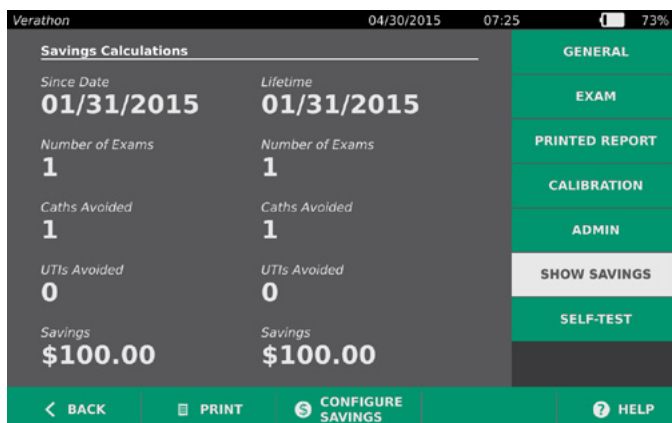 Verathon 04/30/2015 07:25 73%
Savings Calculations
Since Date Lifetime
01/31/2015 01/31/2015
Number of Exams Number of Exams
1 1
Caths Avoided Caths Avoided
1 1
UTIs Avoided UTIs Avoided
0 0
Savings Savings
$100.00 $100.00
GENERAL
EXAM
PRINTED REPORT
CALIBRATION
ADMIN
SHOW SAVINGS
SELF-TEST
BACK
PRINT
$ CONFIGURE
SAVINGS
? HELP